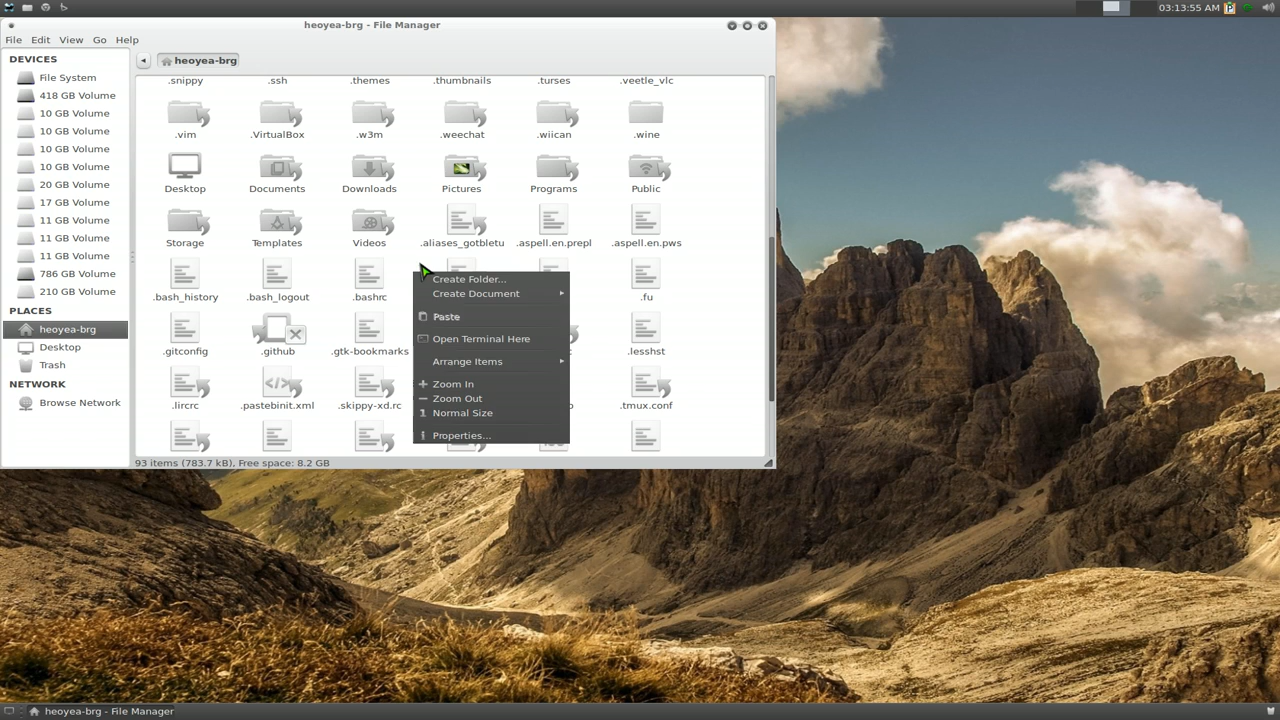 03:13:55 AM
heoyea-brg - File Manager
File Edit View Go Help
DEVICES
File System
418 GB Volume
10 GB Volume
10 GB Volume
10 GB Volume
10 GB Volume
20 GB Volume
17 GB Volume
11 GB Volume
11 GB Volume
11 GB Volume
786 GB Volume
210 GB Volume
PLACES
heoyea-brg
Desktop
Trash
NETWORK
Browse Network
heoyea-brg
.snippy .ssh .themes .thumbnails .turses .veetle_vlc
.vim .VirtualBox .w3m .weechat .wiican .wine
Desktop Documents Downloads Pictures Programs Public
Storage Templates Videos .aliases_gotbletu .aspell.en.prepl .aspell.en.pws
.bash_history .bash_logout .bashrc .fu
.gitconfig .github .gtk-bookmarks .lesshst
.lircrc .pastebinit.xml .skippy-xd.rc .tmux.conf
Create Folder...
Create Document
Paste
Open Terminal Here
Arrange Items
Zoom In
Zoom Out
Normal Size
Properties...
93 items (783.7 kB), Free space: 8.2 GB
heoyea-brg - File Manager